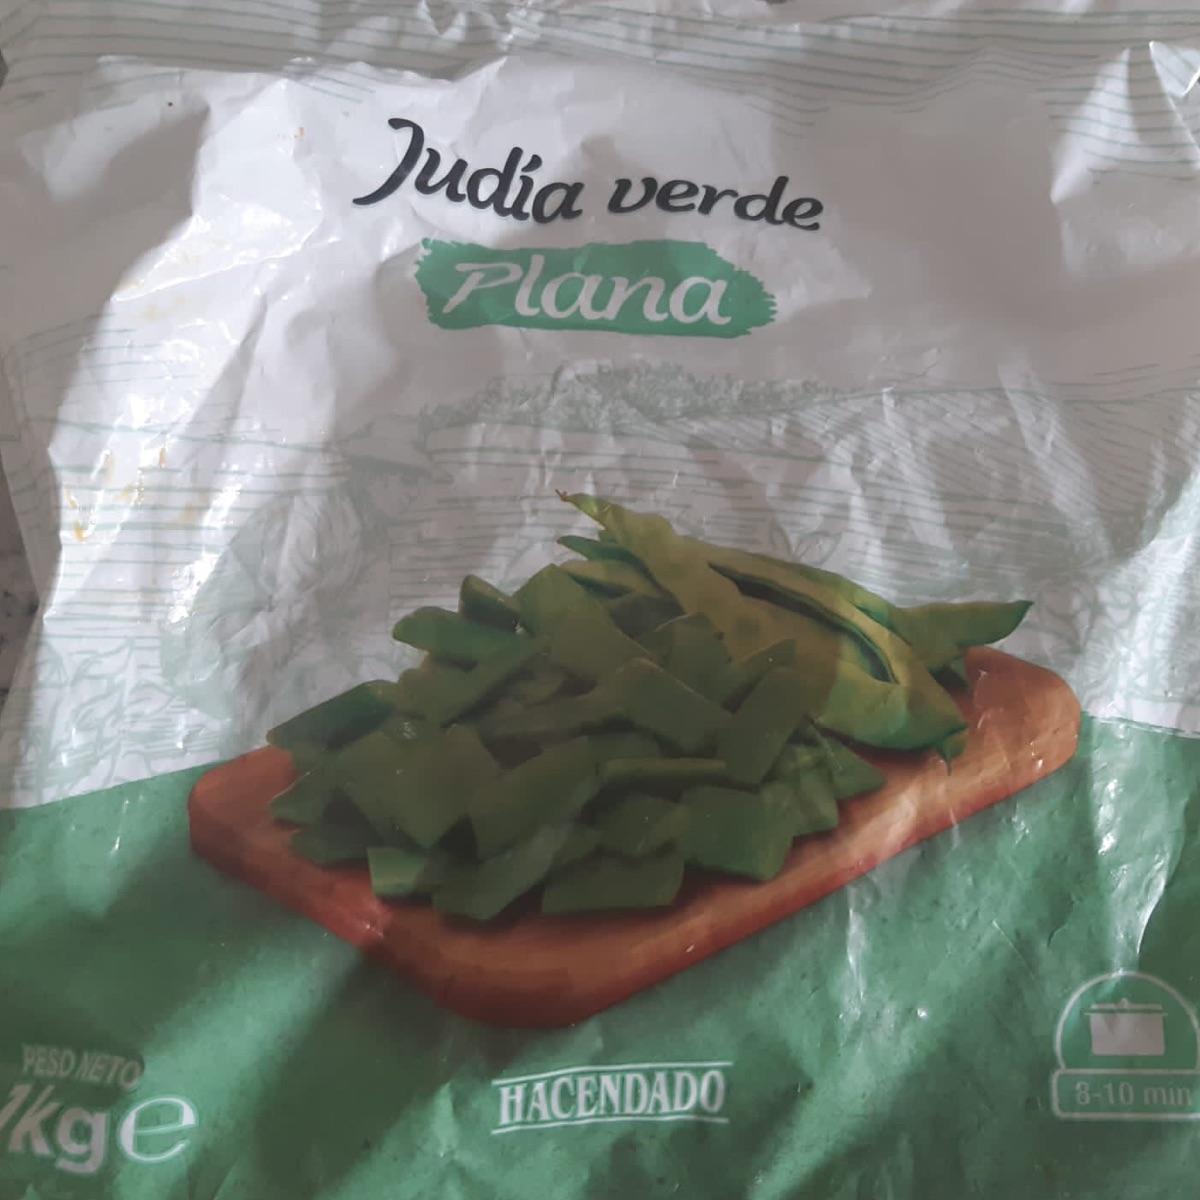 Judía verde
Plana
PESO NETO
1kg e
HACENDADO
8-10 min